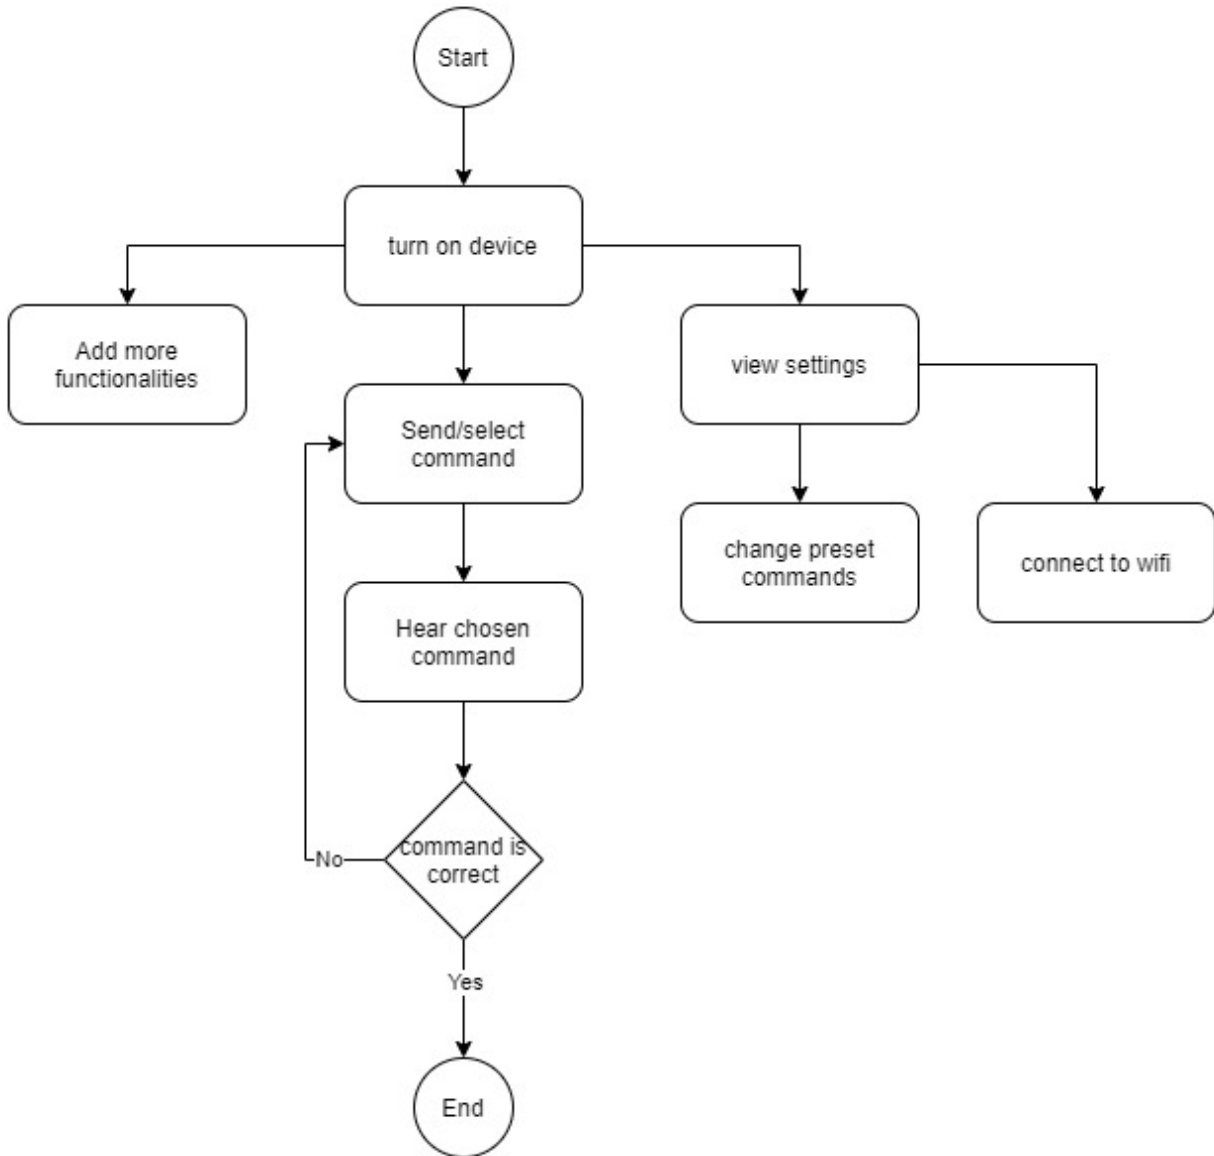 Start
turn on device
Add more
functionalities
view settings
Send/select
command
change preset
commands
connect to wifi
Hear chosen
command
No
command is
correct
Yes
End